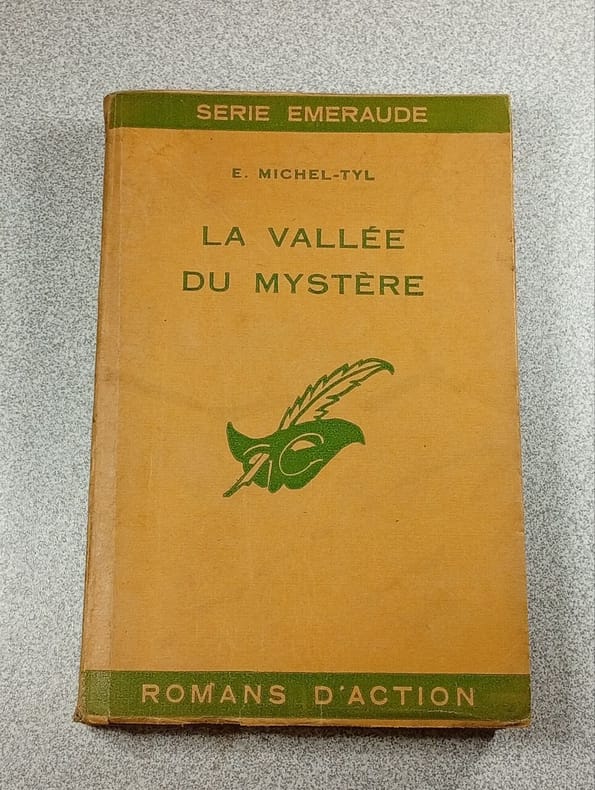 SERIE EMERAUDE
E. MICHEL-TYL
LA VALLÉE
DU MYSTÈRE
ROMANS D'ACTION